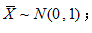 X̄ ~ N(0,1)；